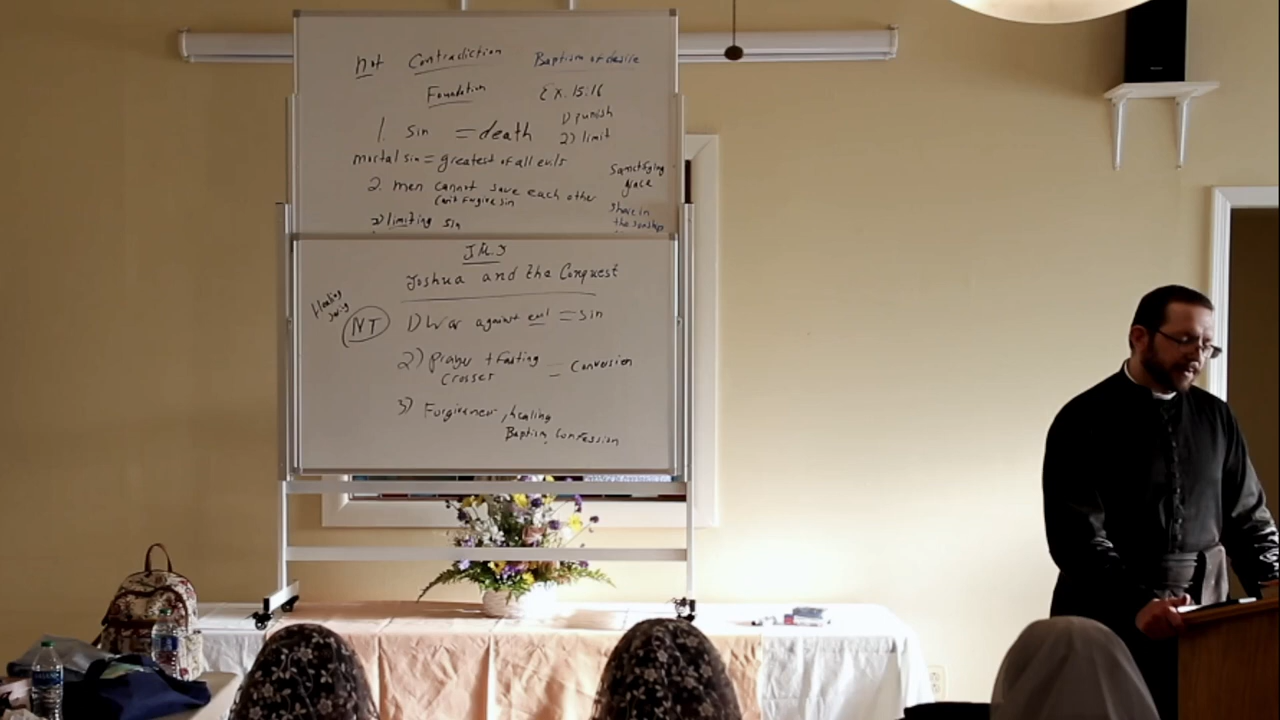 not Contradiction
Foundation
1. Sin = death
mortal sin = greatest of all evils
2. men cannot save each other
can't forgive sin
limiting sin
Baptism of desire
Ex. 15:16
1) punish
2) limit
Sanctifying
grace
share in
the sonship
J.M.J
Joshua and the Conquest
Healing
NT
1) War against evil = sin
2) Prayer + Fasting = Conversion
Crosses
3) Forgiveness, healing
Baptism, Confession